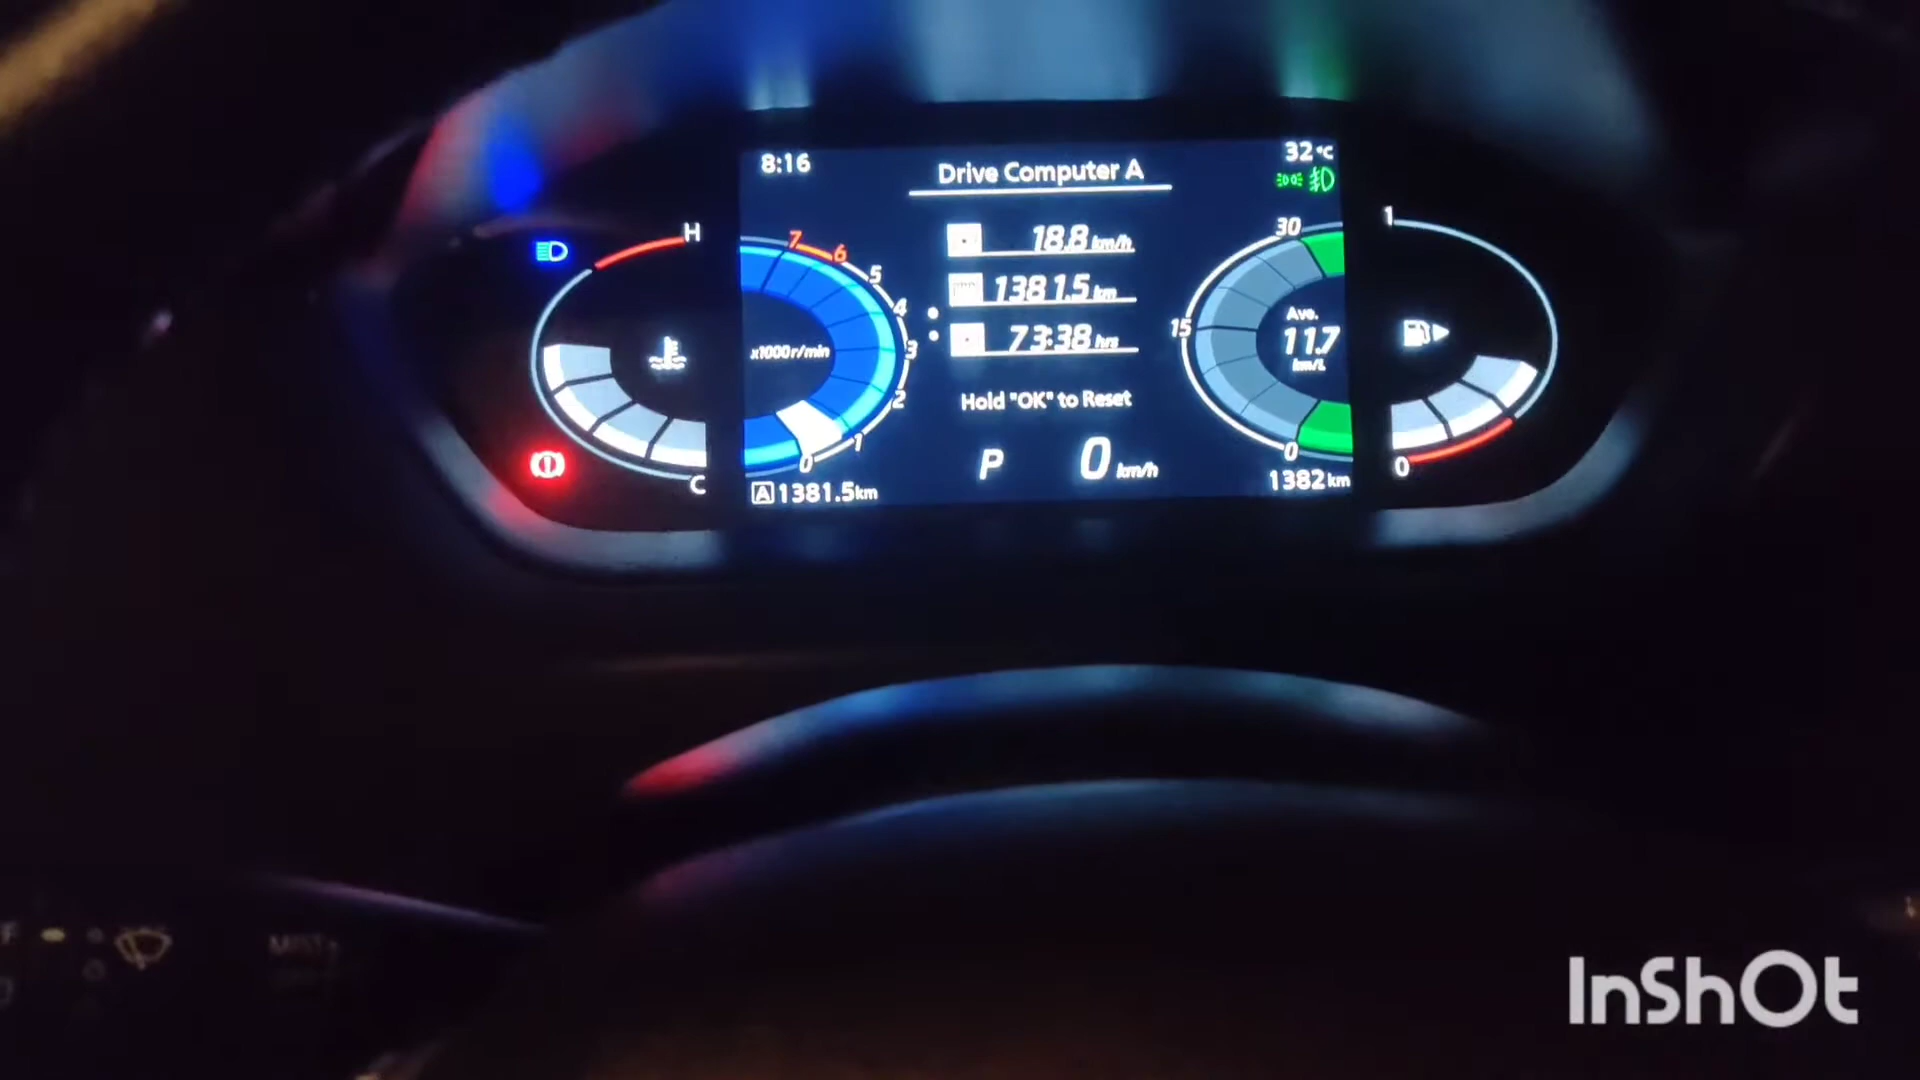 8:16
Drive Computer A
32°C
H
7
6
5
4
3
2
1
0
x1000r/min
18.8 km/h
1381.5 km
73:38 hrs
30
15
0
Ave.
11.7
km/L
1
0
Hold "OK" to Reset
P
0 km/h
C
A 1381.5km
1382 km
InShOt